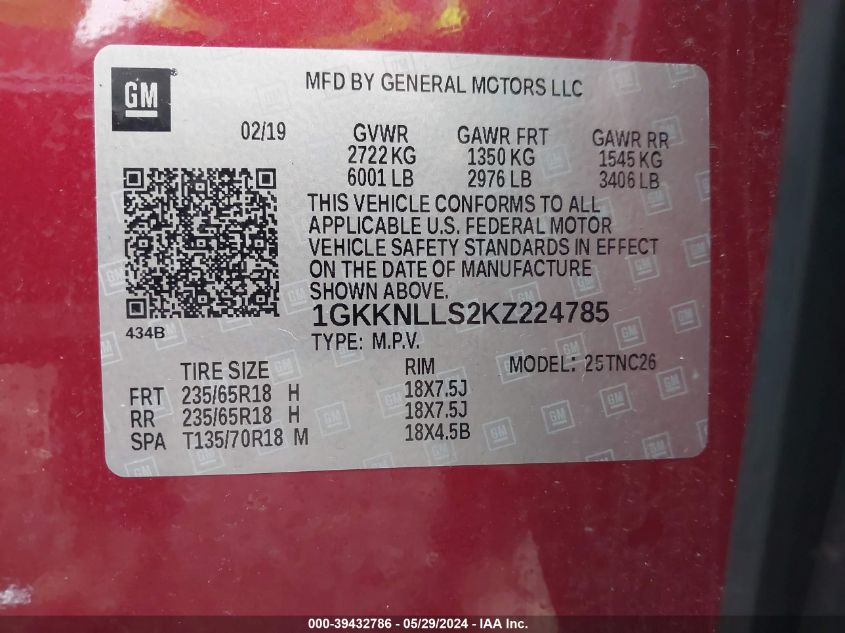 GM
MFD BY GENERAL MOTORS LLC
02/19 GVWR GAWR FRT GAWR RR
2722 KG 1350 KG 1545 KG
6001 LB 2976 LB 3406 LB
THIS VEHICLE CONFORMS TO ALL
APPLICABLE U.S. FEDERAL MOTOR
VEHICLE SAFETY STANDARDS IN EFFECT
ON THE DATE OF MANUFACTURE
SHOWN ABOVE.
434B
1GKKNLLS2KZ224785
TYPE: M.P.V.
TIRE SIZE RIM MODEL: 25TNC26
FRT 235/65R18 H 18X7.5J
RR 235/65R18 H 18X7.5J
SPA T135/70R18 M 18X4.5B
000-39432786 - 05/29/2024 - IAA Inc.